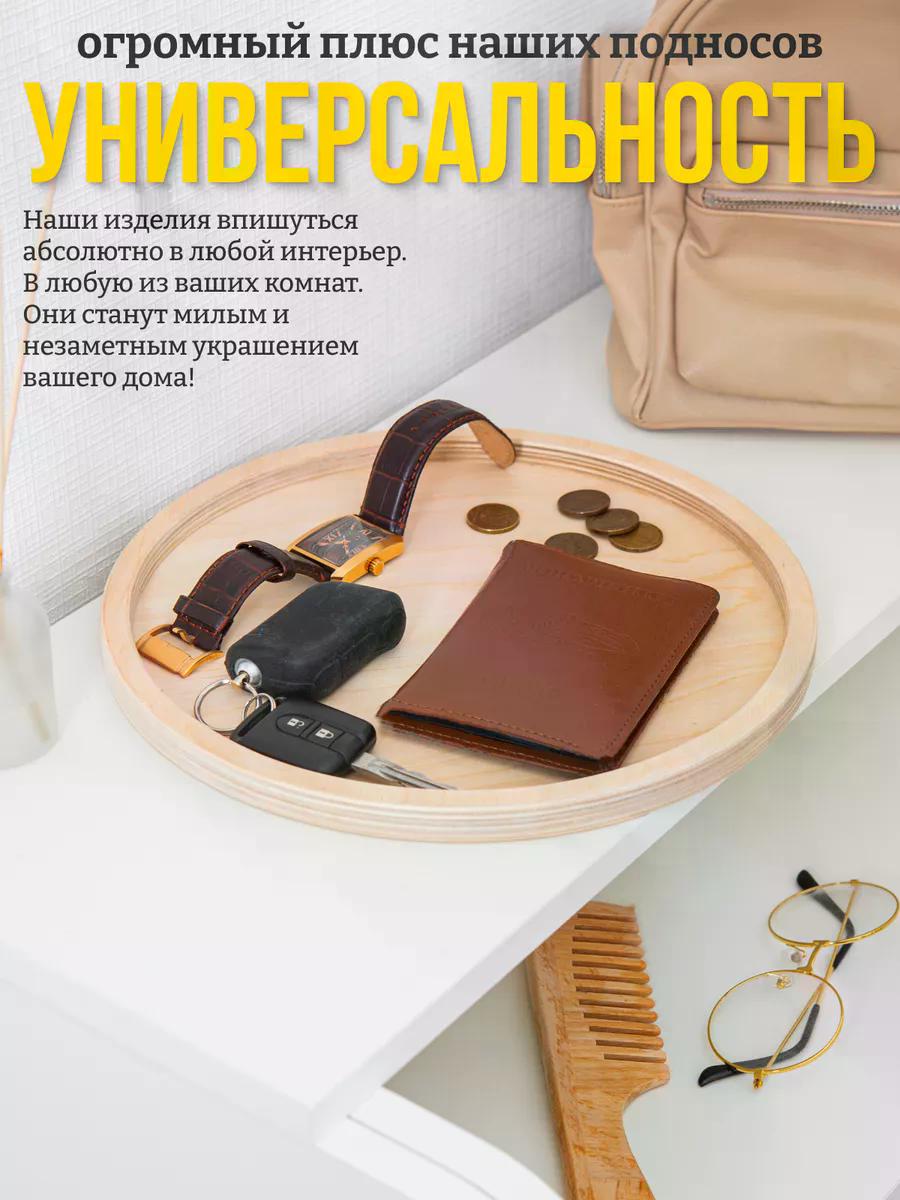 огромный плюс наших подносов
УНИВЕРСАЛЬНОСТЬ
Наши изделия впишуться
абсолютно в любой интерьер.
В любую из ваших комнат.
Они станут милым и
незаметным украшением
вашего дома!